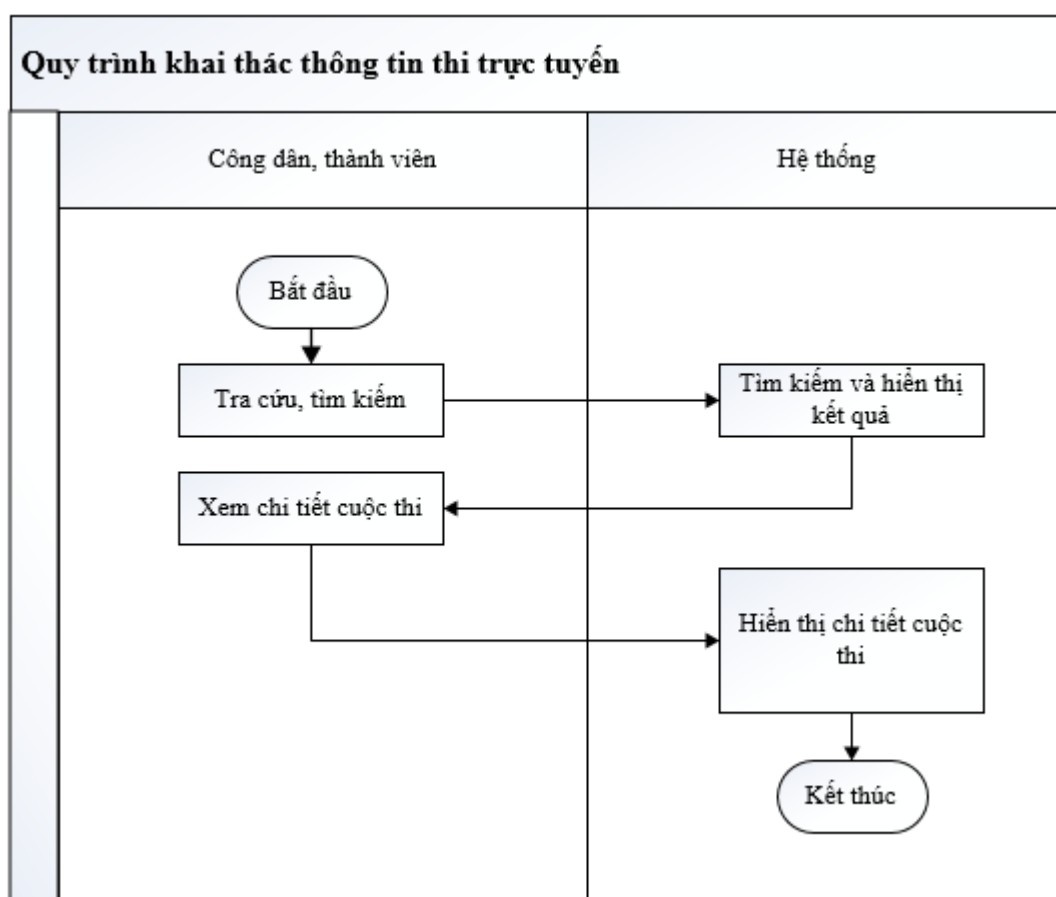 Quy trình khai thác thông tin thi trực tuyến
Công dân, thành viên
Hệ thống
Bắt đầu
Tra cứu, tìm kiếm
Tìm kiếm và hiển thị
kết quả
Xem chi tiết cuộc thi
Hiển thị chi tiết cuộc
thi
Kết thúc